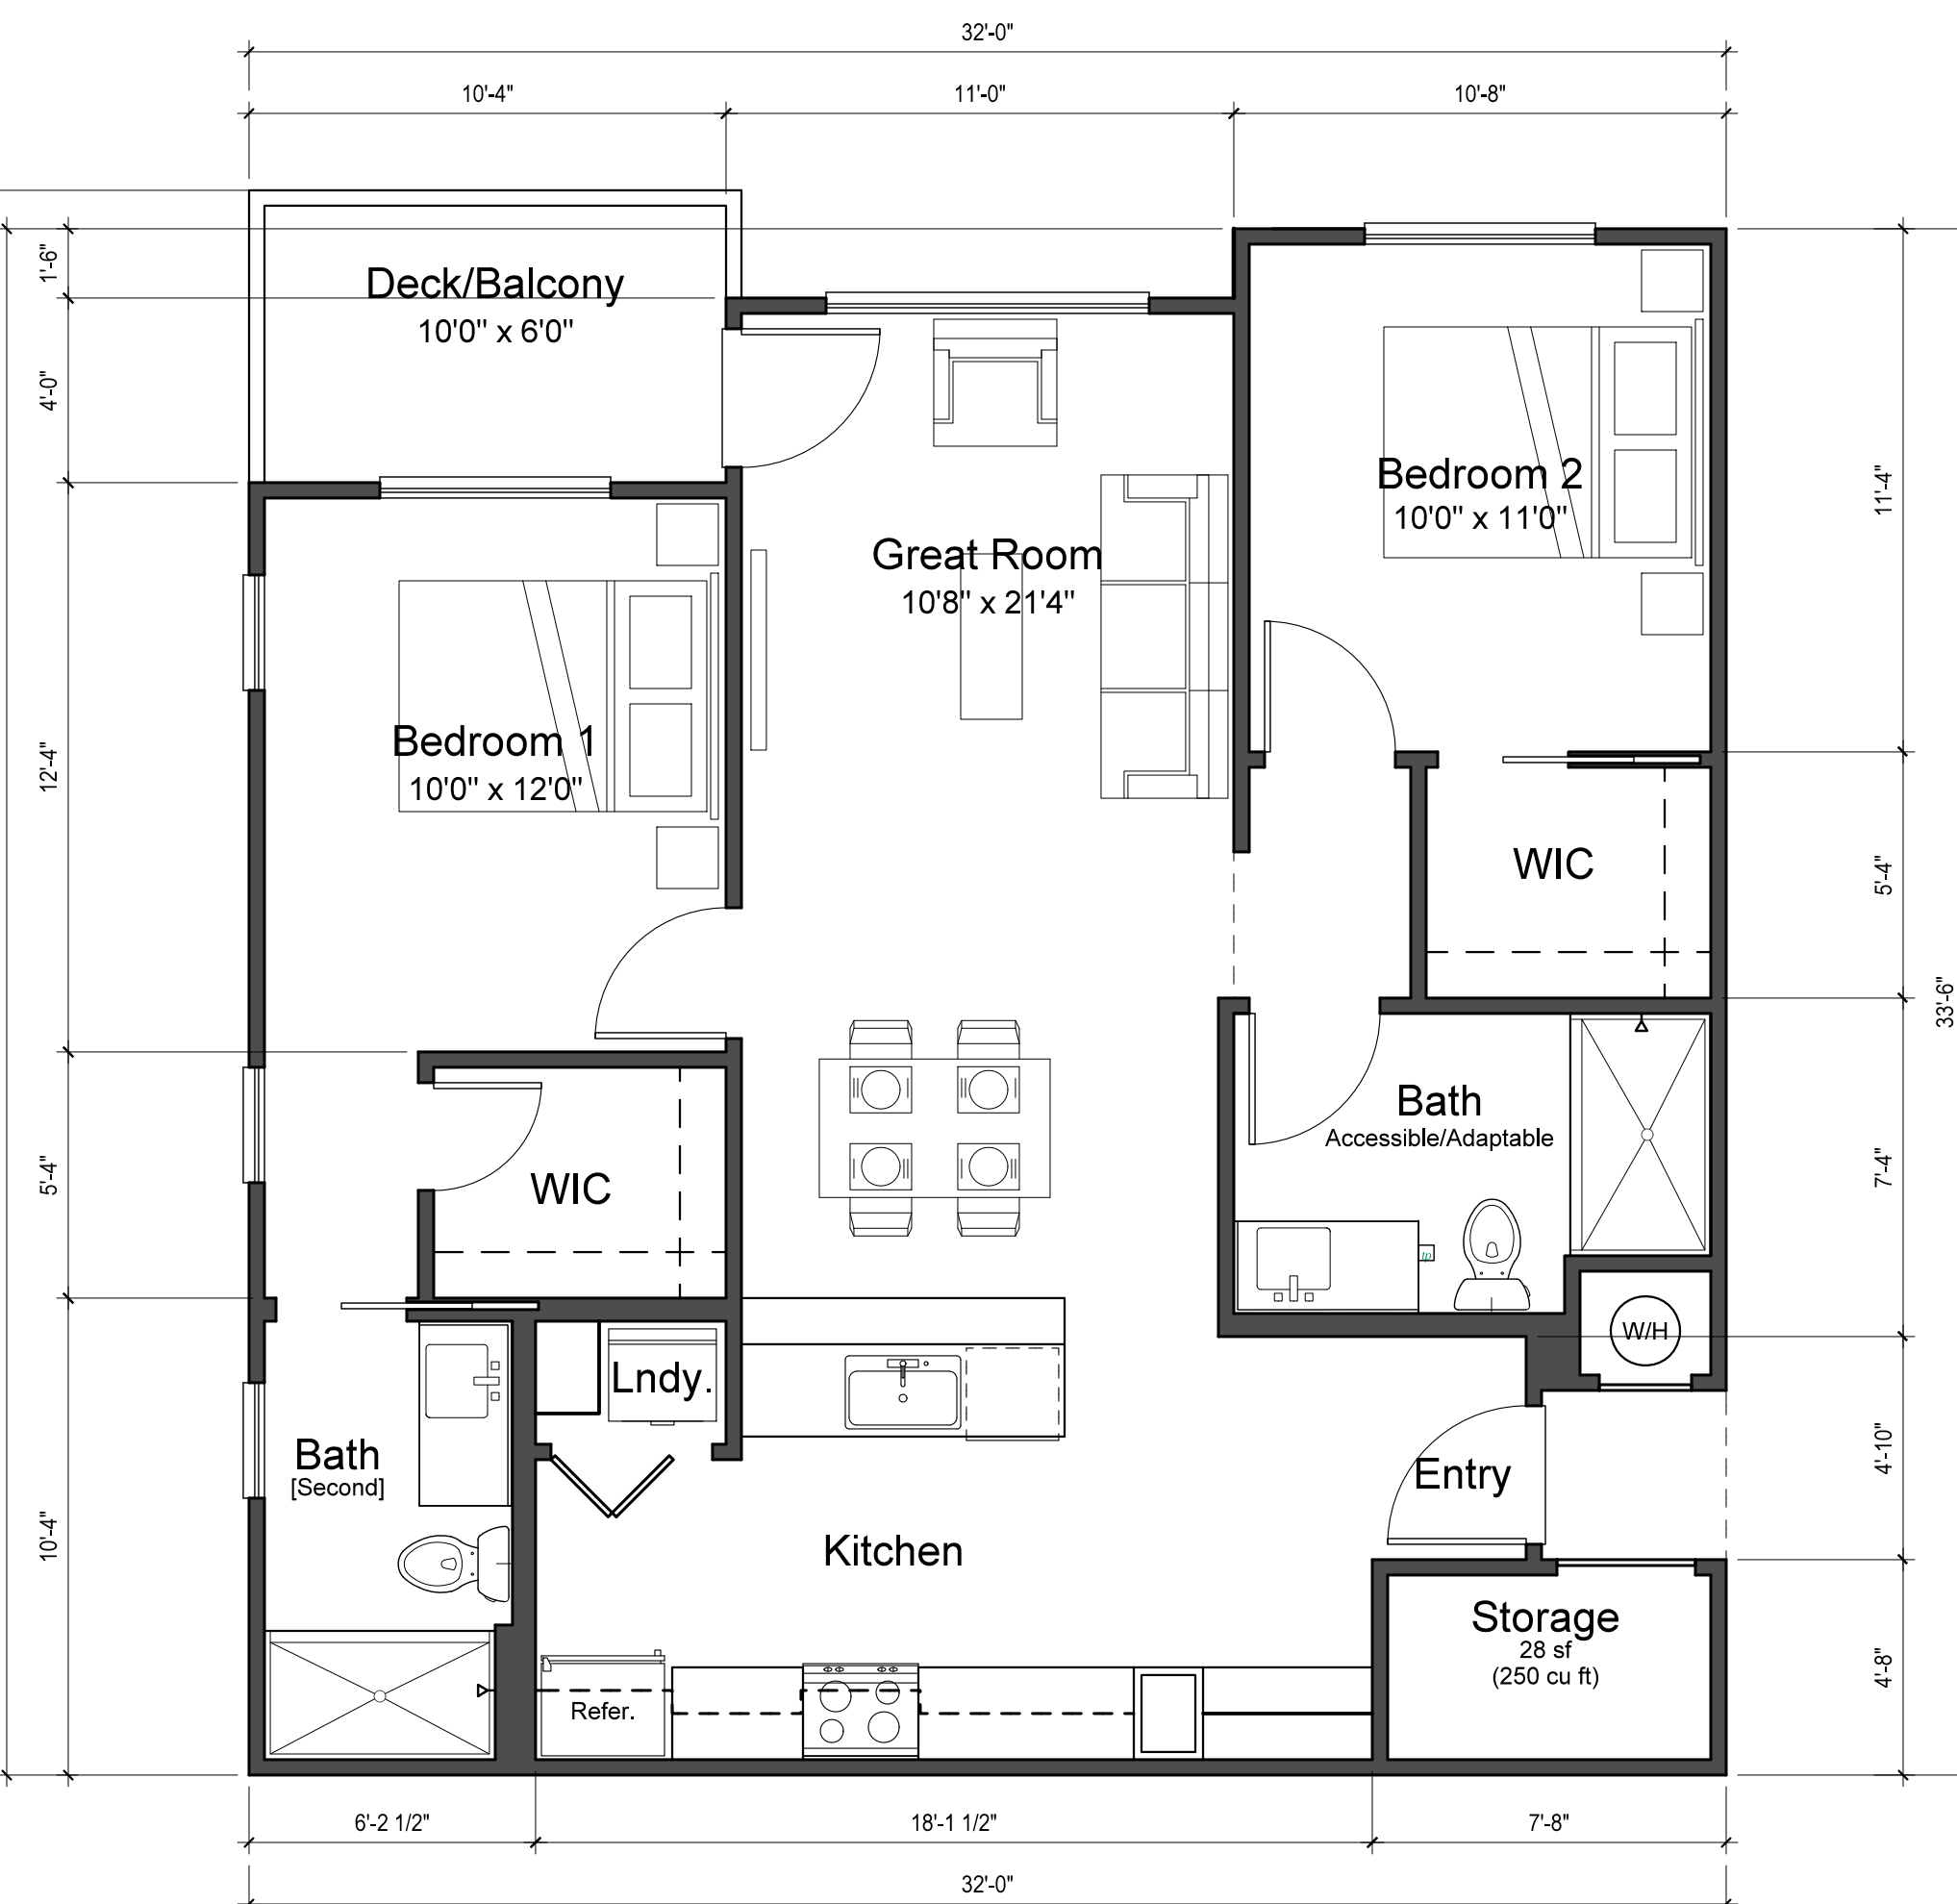 32'-0"
10'-4"
11'-0"
10'-8"
1'-6"
4'-0"
12'-4"
5'-4"
10'-4"
Deck/Balcony
10'0" x 6'0"
Bedroom 2
10'0" x 11'0"
Great Room
10'8" x 21'4"
Bedroom 1
10'0" x 12'0"
WIC
WIC
Bath
Accessible/Adaptable
tp
W/H
Lndy.
Bath
[Second]
Entry
Kitchen
Storage
28 sf
(250 cu ft)
Refer.
11'-4"
5'-4"
33'-6"
7'-4"
4'-10"
4'-8"
6'-2 1/2"
18'-1 1/2"
7'-8"
32'-0"